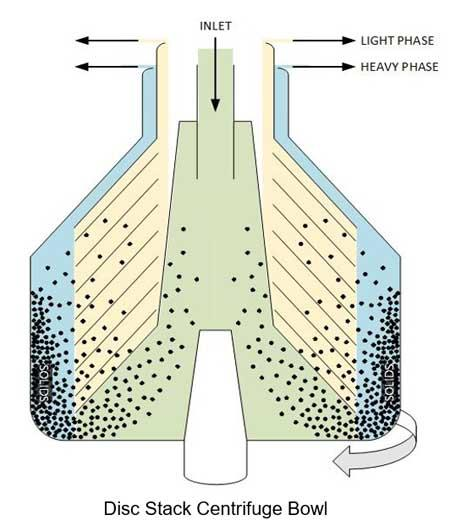 INLET
LIGHT PHASE
HEAVY PHASE
SOLIDS
SOLIDS
Disc Stack Centrifuge Bowl